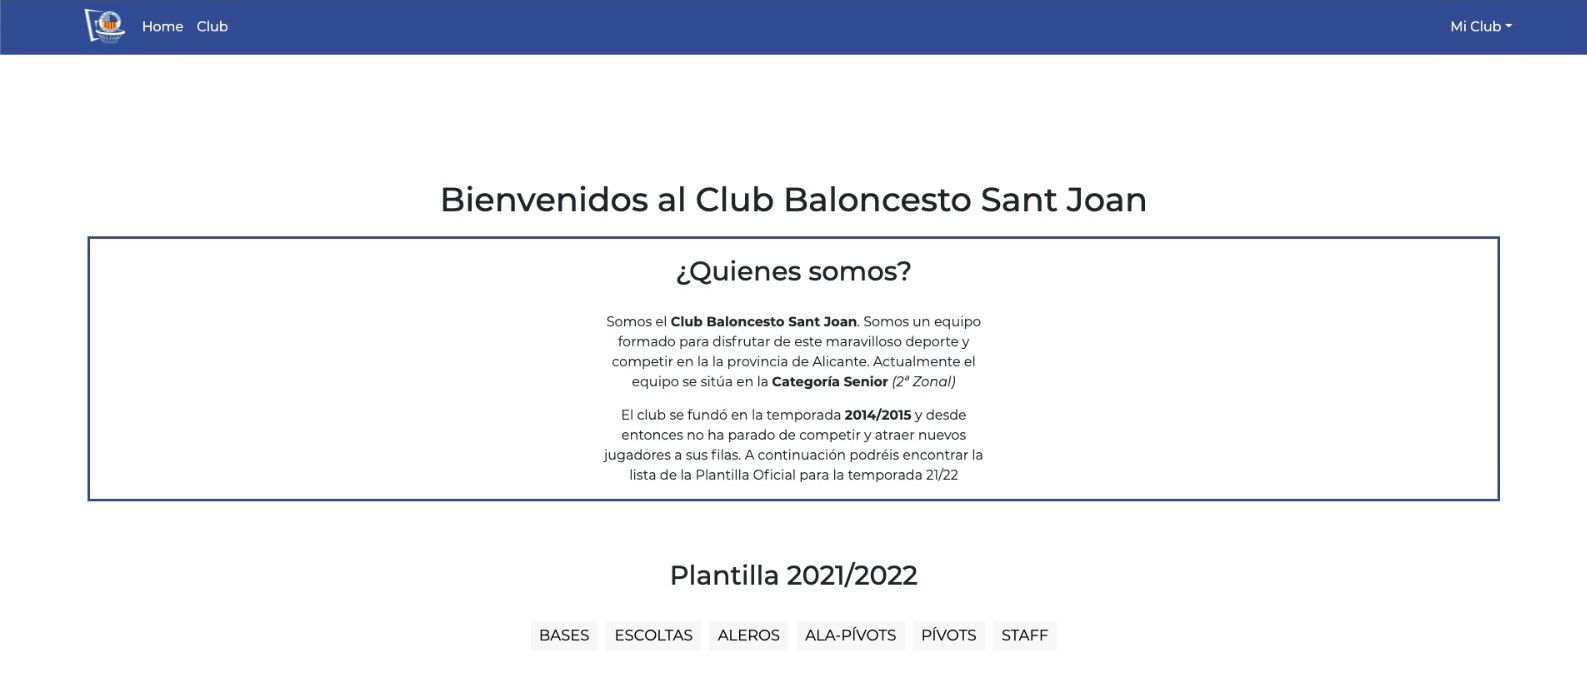 Home Club Mi Club
Bienvenidos al Club Baloncesto Sant Joan
¿Quienes somos?
Somos el Club Baloncesto Sant Joan. Somos un equipo
formado para disfrutar de este maravilloso deporte y
competir en la la provincia de Alicante. Actualmente el
equipo se sitúa en la Categoría Senior (2ª Zonal)
El club se fundó en la temporada 2014/2015 y desde
entonces no ha parado de competir y atraer nuevos
jugadores a sus filas. A continuación podréis encontrar la
lista de la Plantilla Oficial para la temporada 21/22
Plantilla 2021/2022
BASES ESCOLTAS ALEROS ALA-PÍVOTS PÍVOTS STAFF